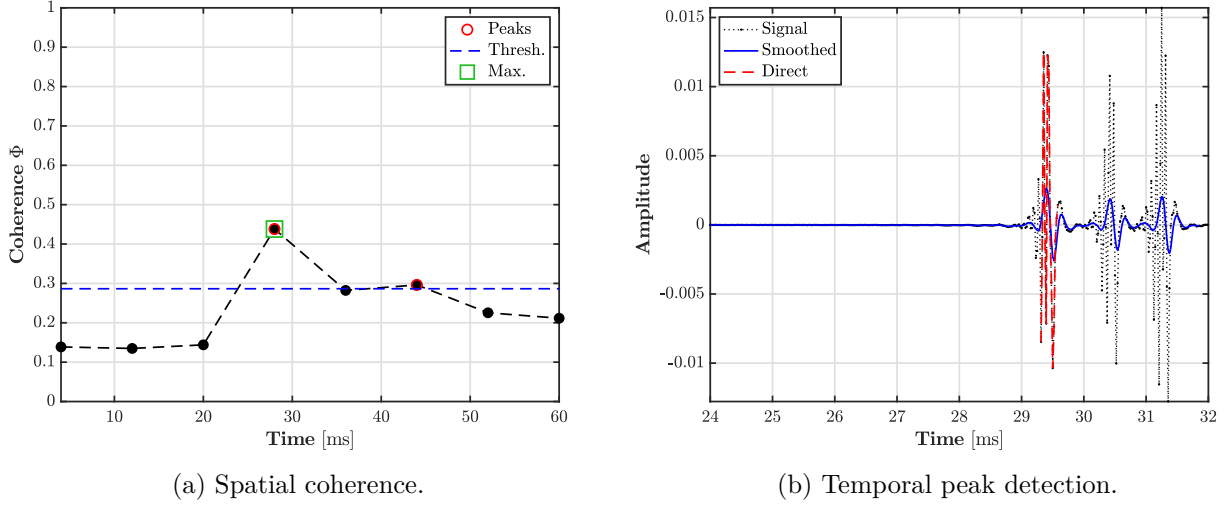 1
0.9
0.8
0.7
0.6
0.5
0.4
0.3
0.2
0.1
0
Coherence Φ
10 20 30 40 50 60
Time [ms]
Peaks
Thresh.
Max.
(a) Spatial coherence.
0.015
0.01
0.005
0
-0.005
-0.01
Amplitude
24 25 26 27 28 29 30 31 32
Time [ms]
Signal
Smoothed
Direct
(b) Temporal peak detection.